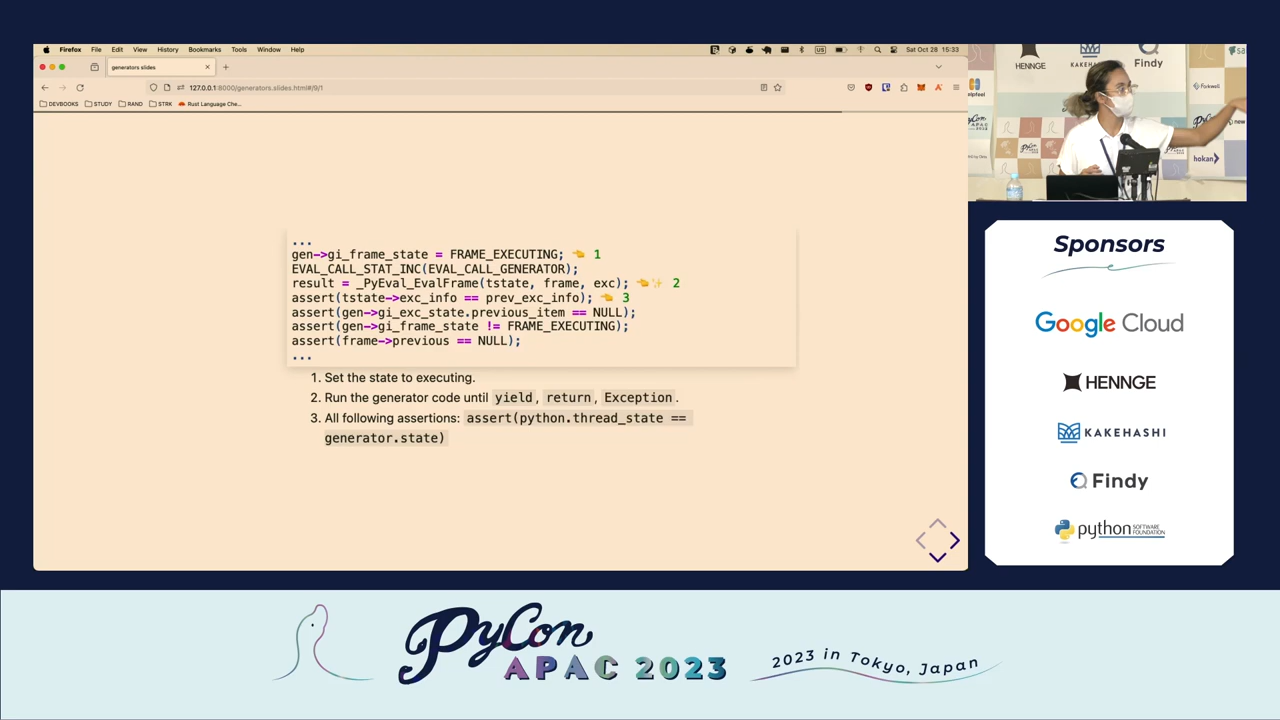 Firefox File Edit View History Bookmarks Tools Window Help
US
Sat Oct 28 15:33
generators slides
127.0.0.1:8000/generators.slides.html#/9/1
DEVBOOKS STUDY RAND STRK Rust Language Che...
...
gen->gi_frame_state = FRAME_EXECUTING; 👈 1
EVAL_CALL_STAT_INC(EVAL_CALL_GENERATOR);
result = _PyEval_EvalFrame(tstate, frame, exc); 👈✨ 2
assert(tstate->exc_info == prev_exc_info); 👈 3
assert(gen->gi_exc_state.previous_item == NULL);
assert(gen->gi_frame_state != FRAME_EXECUTING);
assert(frame->previous == NULL);
...
1. Set the state to executing.
2. Run the generator code until yield, return, Exception.
3. All following assertions: assert(python.thread_state ==
generator.state)
HENNGE
Findy
hokan
Sponsors
Google Cloud
HENNGE
KAKEHASHI
Findy
python SOFTWARE
FOUNDATION
PyCon
APAC 2023
2023 in Tokyo, Japan